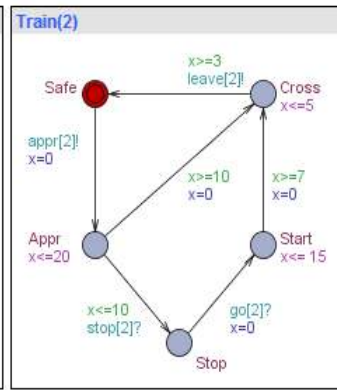 Train(2)
x>=3
leave[2]!
Safe
Cross
x<=5
appr[2]!
x=0
x>=10
x=0
x>=7
x=0
Appr
x<=20
Start
x<= 15
x<=10
stop[2]?
go[2]?
x=0
Stop